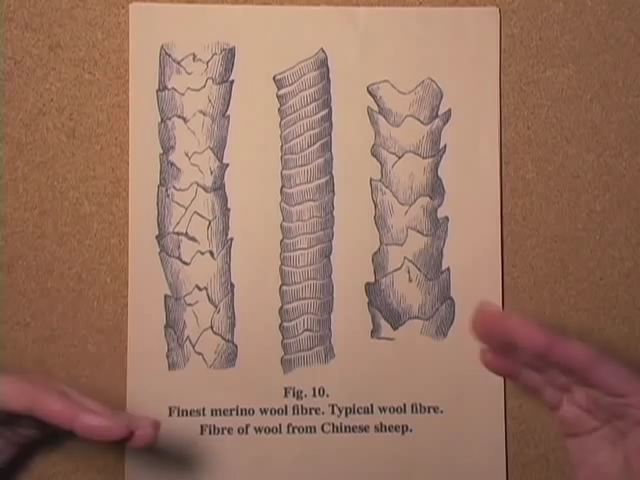 Fig. 10.
Finest merino wool fibre. Typical wool fibre.
Fibre of wool from Chinese sheep.